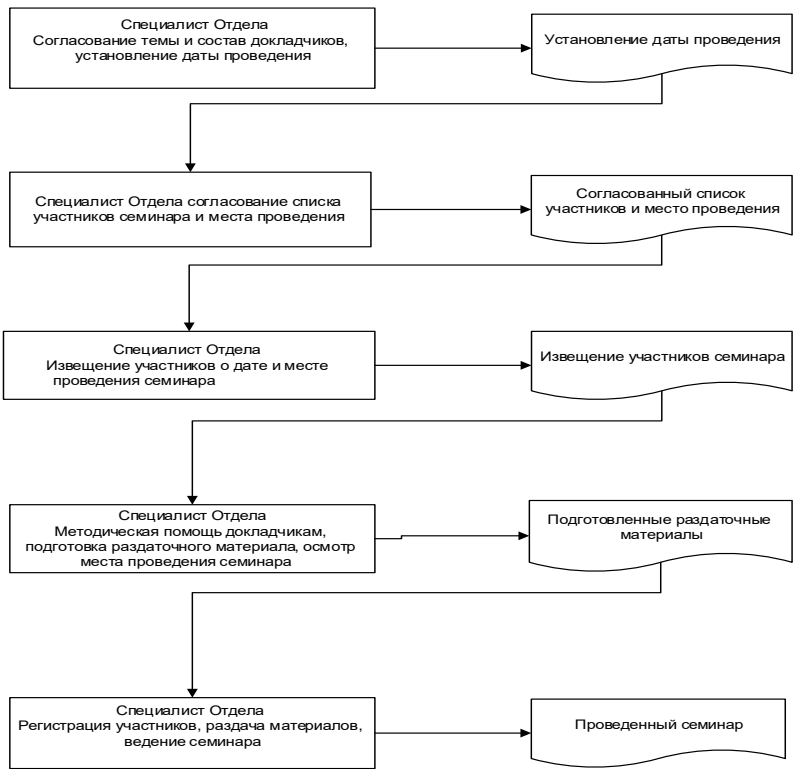 Специалист Отдела
Согласование темы и состав докладчиков,
установление даты проведения
Установление даты проведения
Специалист Отдела согласование списка
участников семинара и места проведения
Согласованный список
участников и место проведения
Специалист Отдела
Извещение участников о дате и месте
проведения семинара
Извещение участников семинара
Специалист Отдела
Методическая помощь докладчикам,
подготовка раздаточного материала, осмотр
места проведения семинара
Подготовленные раздаточные
материалы
Специалист Отдела
Регистрация участников, раздача материалов,
ведение семинара
Проведенный семинар